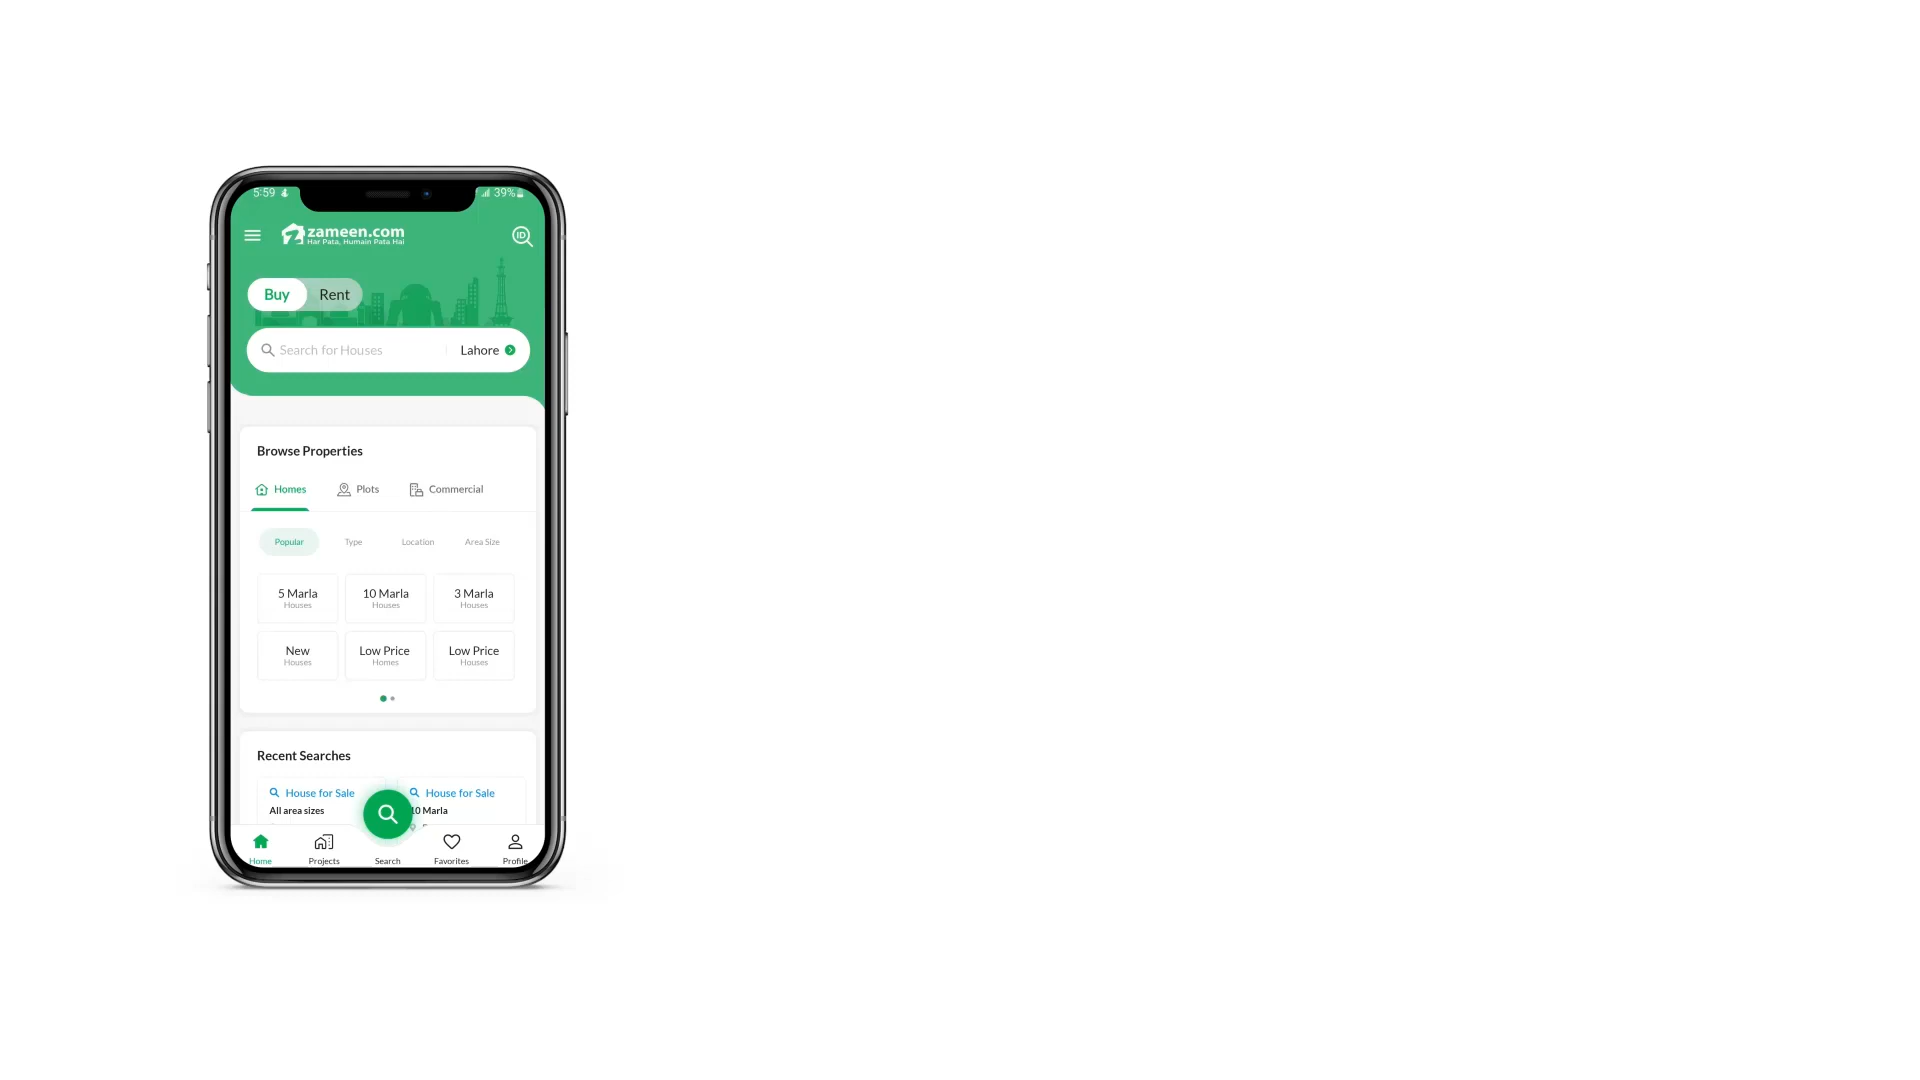 5:59
39%
zameen.com
Har Pata, Humain Pata Hai
ID
Buy
Rent
Search for Houses
Lahore
Browse Properties
Homes
Plots
Commercial
Popular
Type
Location
Area Size
5 Marla
Houses
10 Marla
Houses
3 Marla
Houses
New
Houses
Low Price
Homes
Low Price
Houses
Recent Searches
House for Sale
All area sizes
House for Sale
10 Marla
Home
Projects
Search
Favorites
Profile